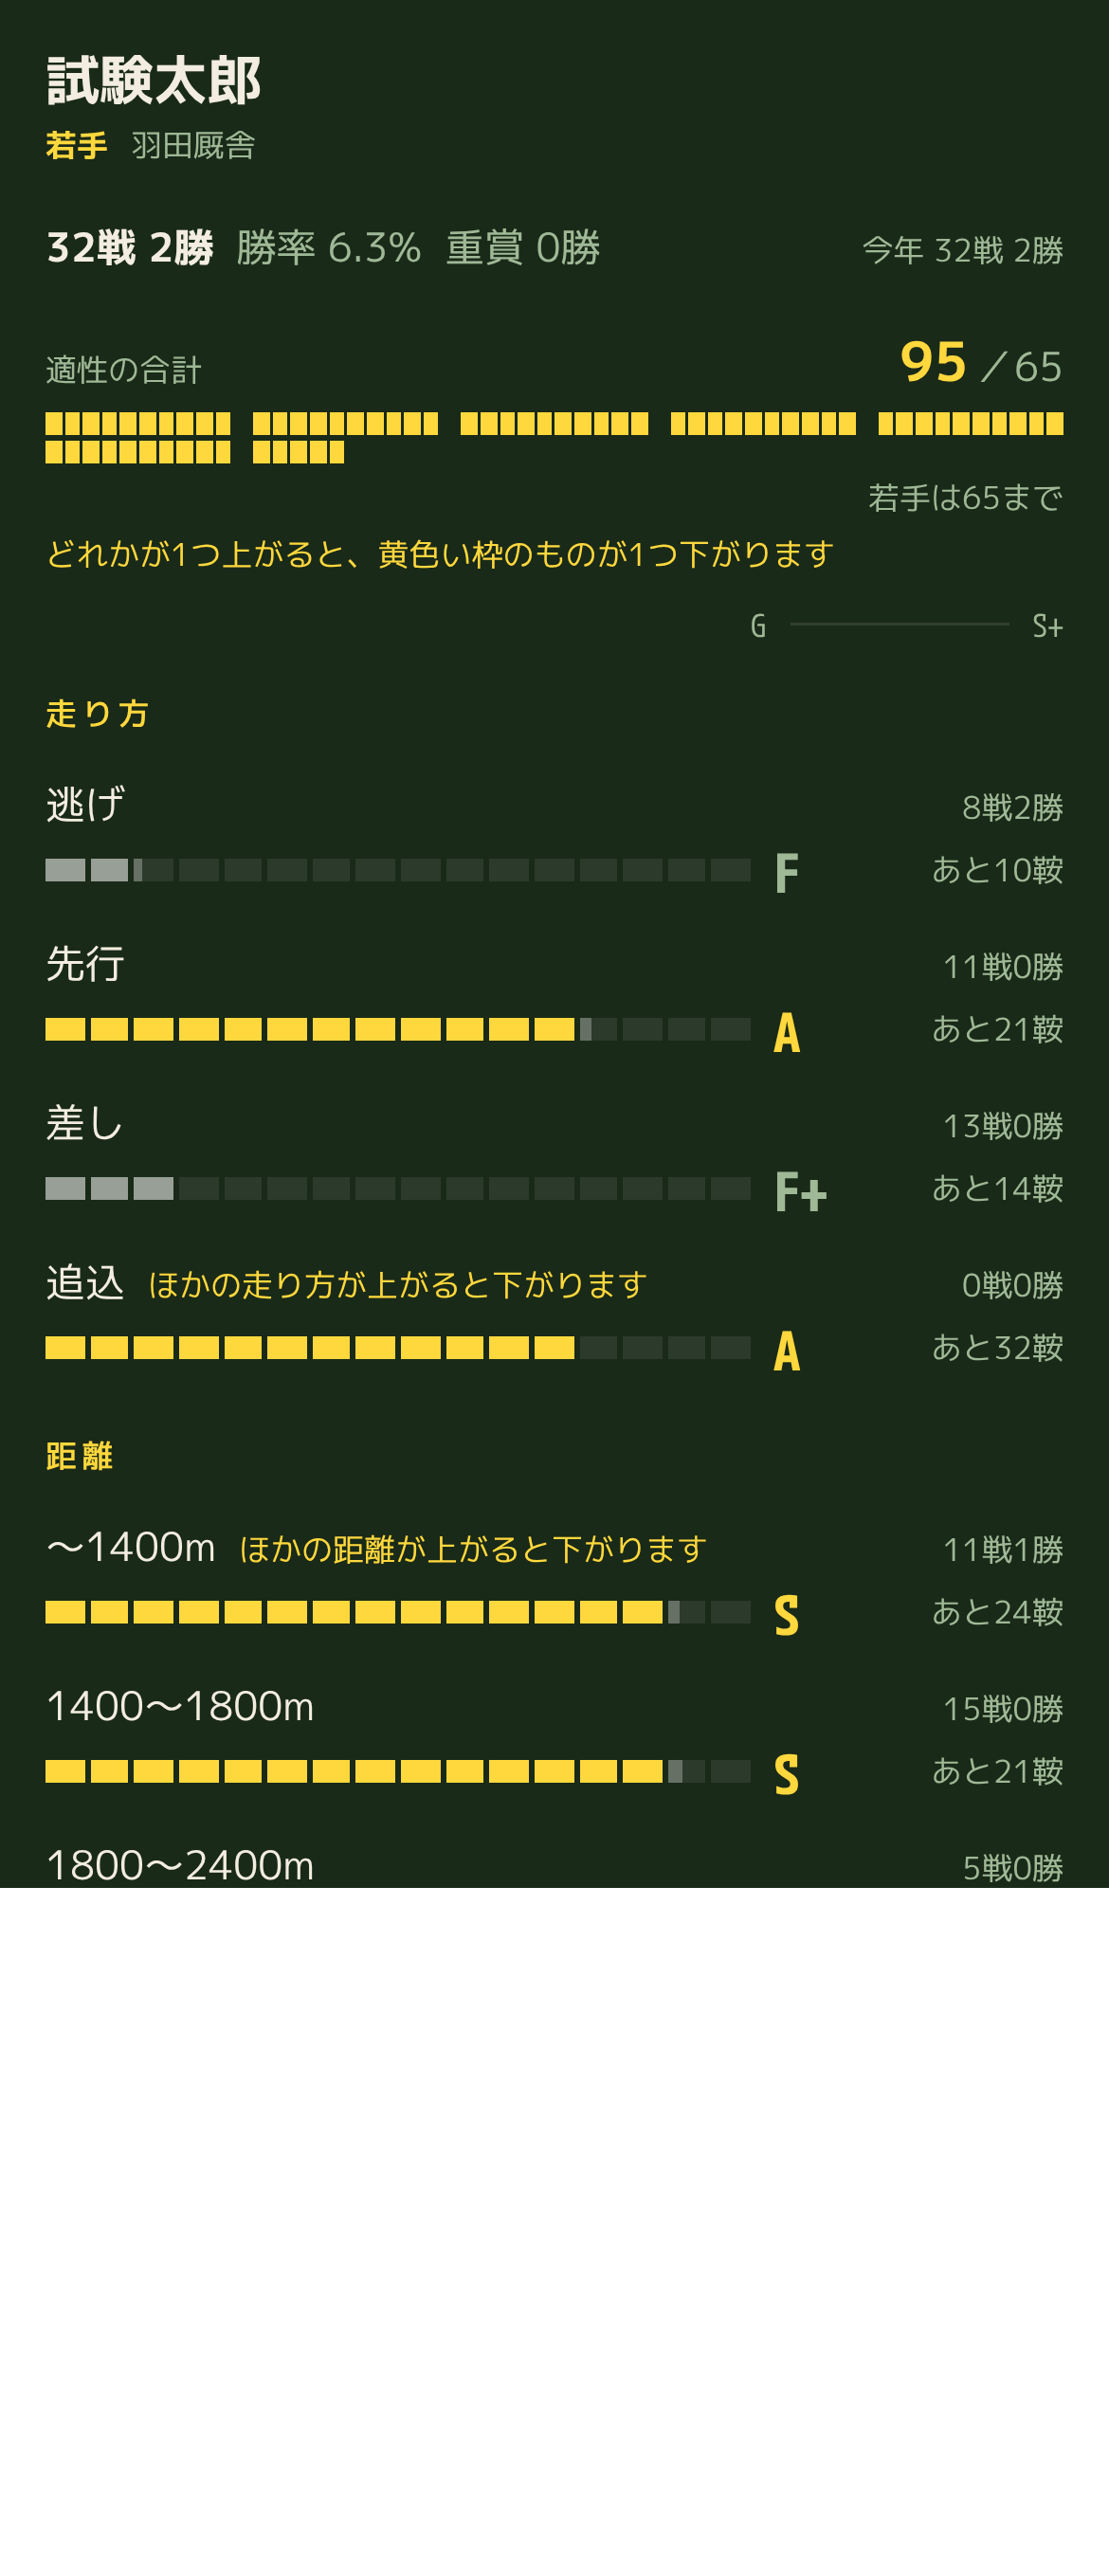 試験太郎
若手 羽田厩舎
32戦 2勝 勝率 6.3% 重賞 0勝 今年 32戦 2勝
適性の合計 95 ／65
若手は65まで
どれかが1つ上がると、黄色い枠のものが1つ下がります
G S+
走り方
逃げ 8戦2勝
F あと10鞍
先行 11戦0勝
A あと21鞍
差し 13戦0勝
F+ あと14鞍
追込 ほかの走り方が上がると下がります 0戦0勝
A あと32鞍
距離
〜1400m ほかの距離が上がると下がります 11戦1勝
S あと24鞍
1400〜1800m 15戦0勝
S あと21鞍
1800〜2400m 5戦0勝